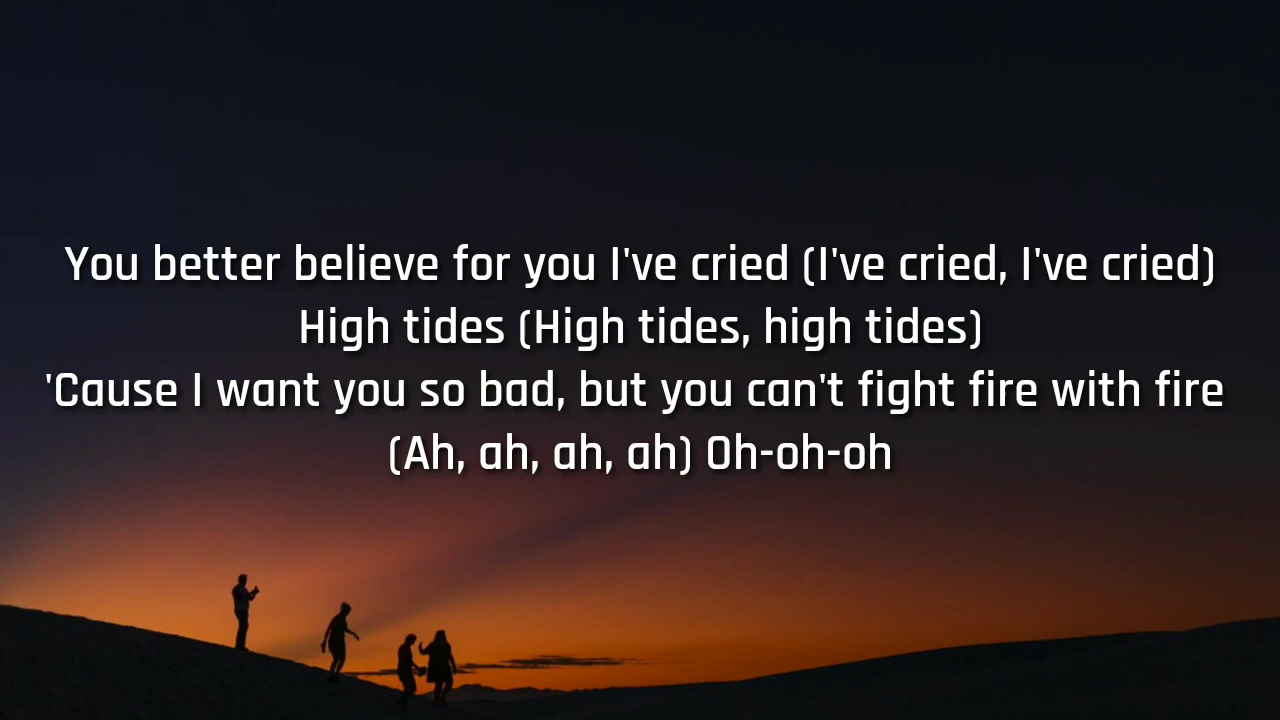 You better believe for you I've cried (I've cried, I've cried)
High tides (High tides, high tides)
'Cause I want you so bad, but you can't fight fire with fire
(Ah, ah, ah, ah) Oh-oh-oh